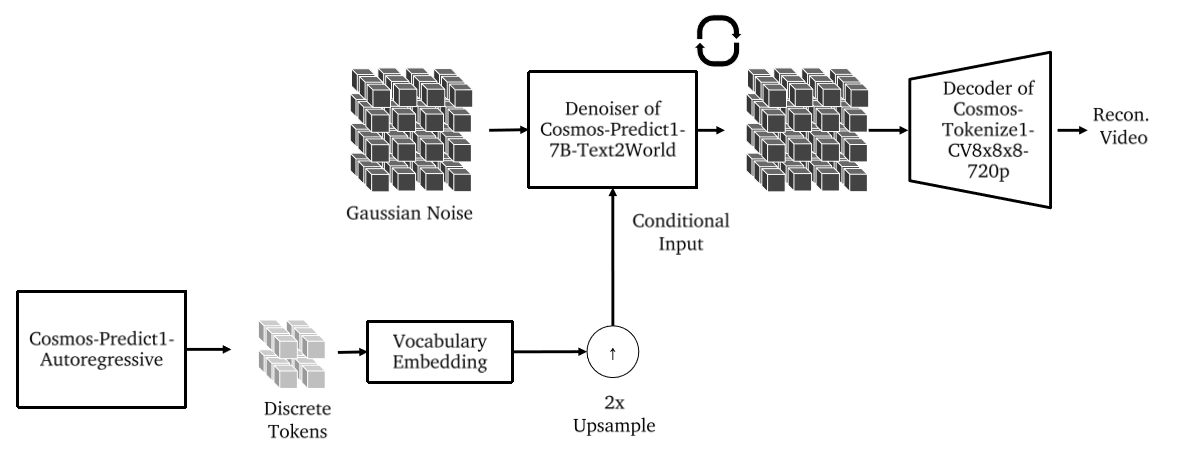 Denoiser of
Cosmos-Predict1-
7B-Text2World
Decoder of
Cosmos-
Tokenize1-
CV8x8x8-
720p
Recon.
Video
Gaussian Noise
Conditional
Input
Cosmos-Predict1-
Autoregressive
Vocabulary
Embedding
↑
Discrete
Tokens
2x
Upsample